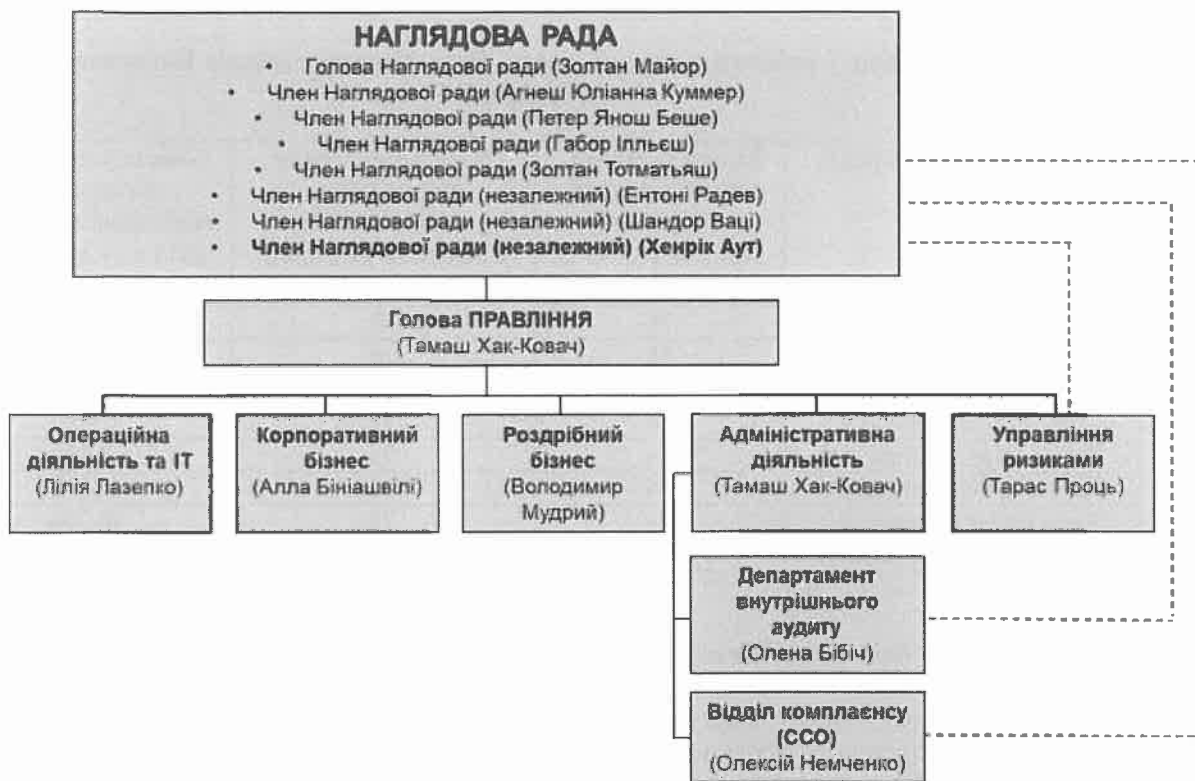 НАГЛЯДОВА РАДА
• Голова Наглядової ради (Золтан Майор)
• Член Наглядової ради (Агнеш Юліанна Куммер)
• Член Наглядової ради (Петер Янош Беше)
• Член Наглядової ради (Габор Ілльєш)
• Член Наглядової ради (Золтан Тотматьяш)
• Член Наглядової ради (незалежний) (Ентоні Радев)
• Член Наглядової ради (незалежний) (Шандор Ваці)
• Член Наглядової ради (незалежний) (Хенрік Аут)
Голова ПРАВЛІННЯ
(Тамаш Хак-Ковач)
Операційна
діяльність та ІТ
(Лілія Лазепко)
Корпоративний
бізнес
(Алла Бініашвілі)
Роздрібний
бізнес
(Володимир
Мудрий)
Адміністративна
діяльність
(Тамаш Хак-Ковач)
Управління
ризиками
(Тарас Проць)
Департамент
внутрішнього
аудиту
(Олена Бібіч)
Відділ комплаєнсу
(ССО)
(Олексій Немченко)